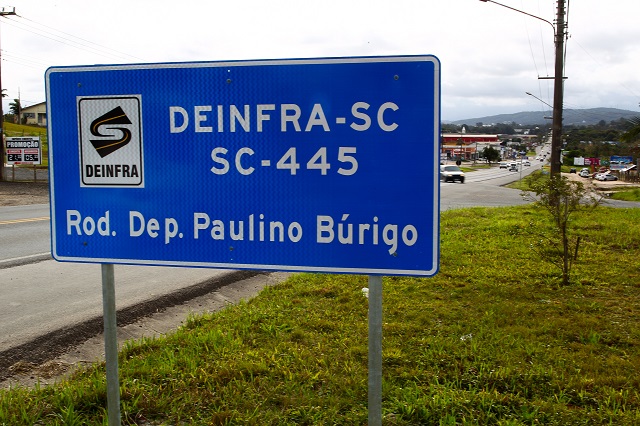 DEINFRA-SC
SC-445
DEINFRA
Rod. Dep. Paulino Búrigo
PROMOÇÃO